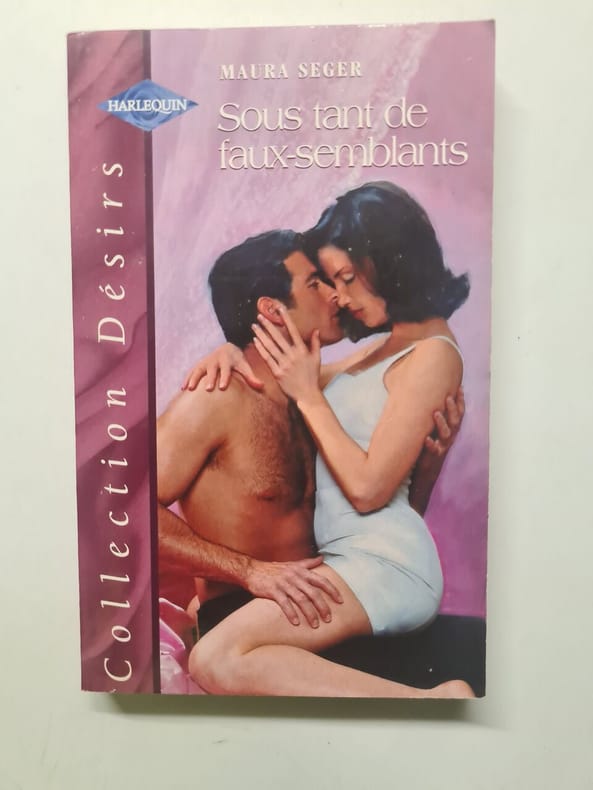 MAURA SEGER
HARLEQUIN
Sous tant de
faux-semblants
Collection Désirs